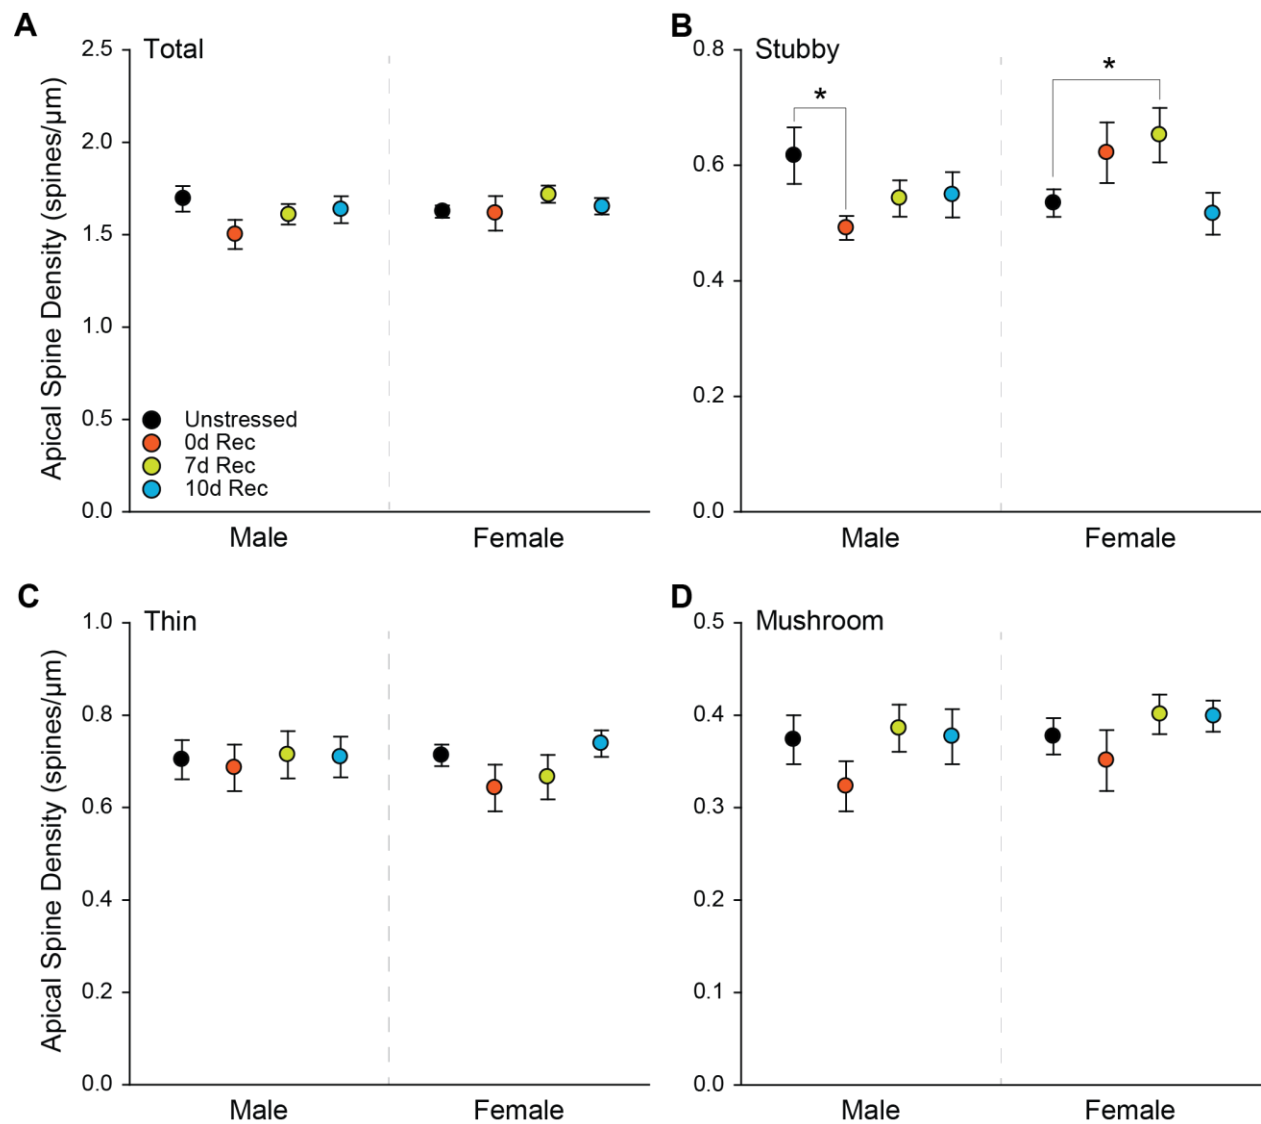 A
Total
Apical Spine Density (spines/µm)
2.5
2.0
1.5
1.0
0.5
0.0
Unstressed
0d Rec
7d Rec
10d Rec
Male
Female
B
Stubby
0.8
0.6
0.4
0.2
0.0
*
*
Male
Female
C
Thin
Apical Spine Density (spines/µm)
1.0
0.8
0.6
0.4
0.2
0.0
Male
Female
D
Mushroom
0.5
0.4
0.3
0.2
0.1
0.0
Male
Female